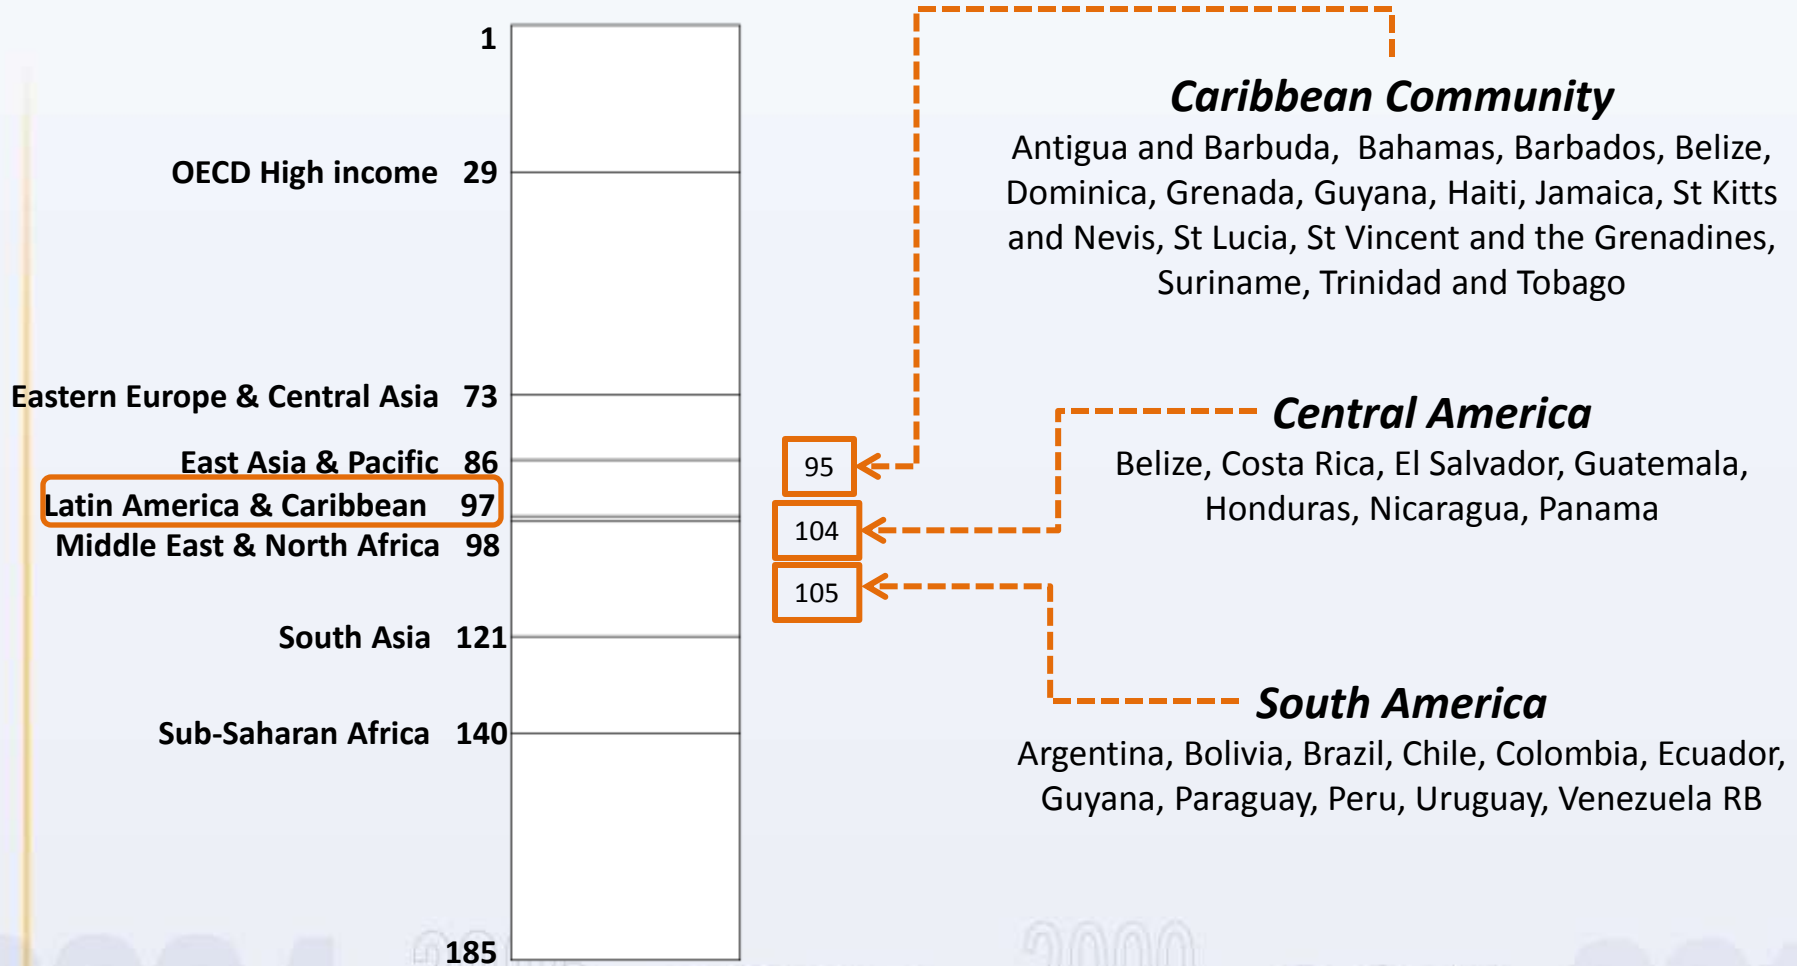 1
OECD High income 29
Eastern Europe & Central Asia 73
East Asia & Pacific 86
Latin America & Caribbean 97
Middle East & North Africa 98
South Asia 121
Sub-Saharan Africa 140
185
95
104
105
Caribbean Community
Antigua and Barbuda, Bahamas, Barbados, Belize,
Dominica, Grenada, Guyana, Haiti, Jamaica, St Kitts
and Nevis, St Lucia, St Vincent and the Grenadines,
Suriname, Trinidad and Tobago
Central America
Belize, Costa Rica, El Salvador, Guatemala,
Honduras, Nicaragua, Panama
South America
Argentina, Bolivia, Brazil, Chile, Colombia, Ecuador,
Guyana, Paraguay, Peru, Uruguay, Venezuela RB